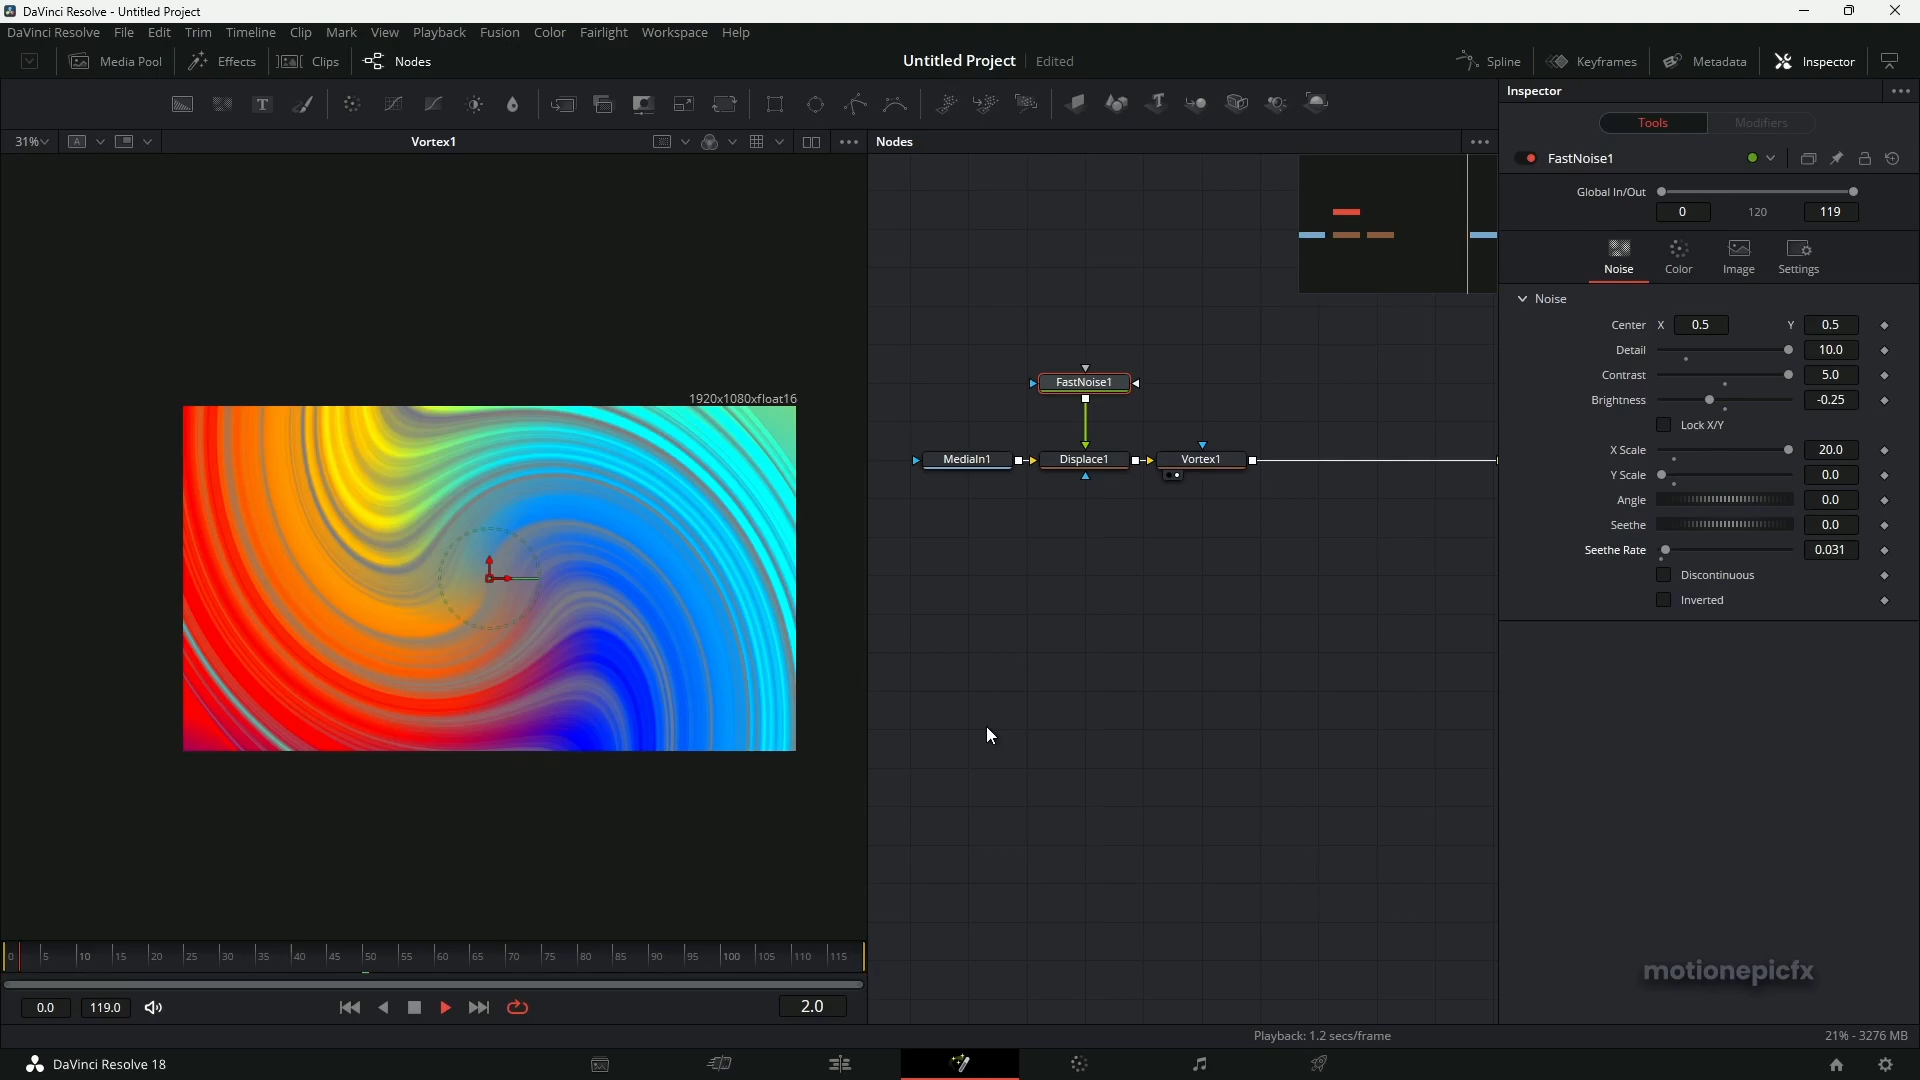 DaVinci Resolve - Untitled Project
DaVinci Resolve File Edit Trim Timeline Clip Mark View Playback Fusion Color Fairlight Workspace Help
Media Pool Effects Clips Nodes Untitled Project Edited Spline Keyframes Metadata Inspector
Inspector
31% A Vortex1 Nodes
Tools Modifiers
FastNoise1
Global In/Out
0 120 119
Noise Color Image Settings
Noise
Center X 0.5 Y 0.5
Detail 10.0
Contrast 5.0
Brightness -0.25
Lock X/Y
X Scale 20.0
Y Scale 0.0
Angle 0.0
Seethe 0.0
Seethe Rate 0.031
Discontinuous
Inverted
FastNoise1
MediaIn1 Displace1 Vortex1
1920x1080xfloat16
0 5 10 15 20 25 30 35 40 45 50 55 60 65 70 75 80 85 90 95 100 105 110 115
0.0 119.0 2.0
motionepicfx
Playback: 1.2 secs/frame 21% - 3276 MB
DaVinci Resolve 18